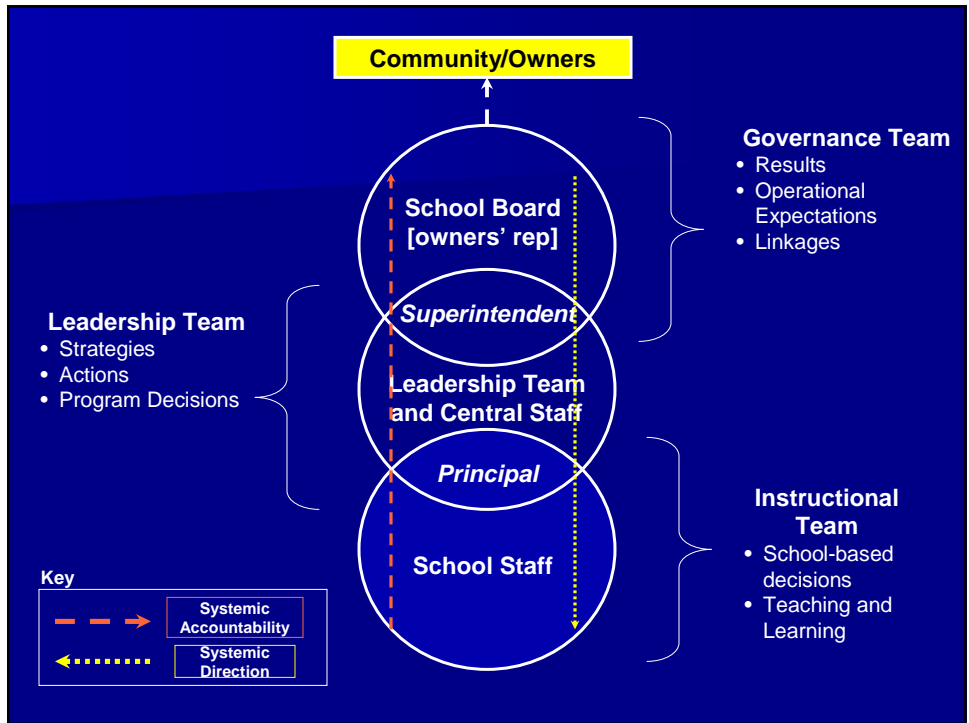 Community/Owners
Governance Team
• Results
• Operational
Expectations
• Linkages
School Board
[owners' rep]
Superintendent
Leadership Team
• Strategies
• Actions
• Program Decisions
Leadership Team
and Central Staff
Principal
School Staff
Instructional
Team
• School-based
decisions
• Teaching and
Learning
Key
Systemic
Accountability
Systemic
Direction